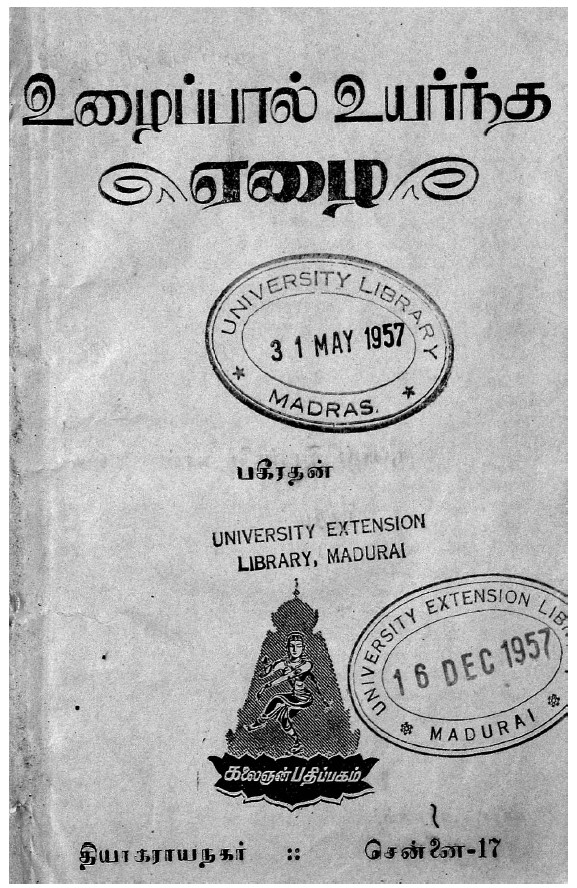 உழைப்பால் உயர்ந்த
ஏழை
UNIVERSITY LIBRARY
31 MAY 1957
* MADRAS. *
பகீரதன்
UNIVERSITY EXTENSION
LIBRARY, MADURAI
UNIVERSITY EXTENSION
16 DEC 1957
MADURAI
கலைஞன் பதிப்பகம்
தியாகராயநகர் :: சென்னை-17